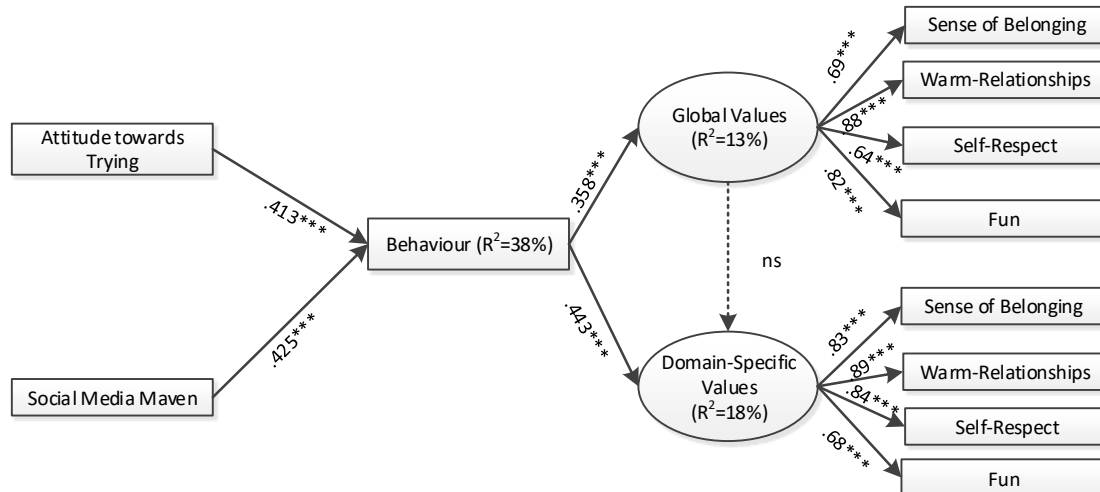 Attitude towards
Trying
Social Media Maven
.413***
.425***
Behaviour (R²=38%)
.358***
.443***
Global Values
(R²=13%)
ns
Domain-Specific
Values
(R²=18%)
.69***
.88***
.64***
.82***
Sense of Belonging
Warm-Relationships
Self-Respect
Fun
.83***
.89***
.84***
.68***
Sense of Belonging
Warm-Relationships
Self-Respect
Fun